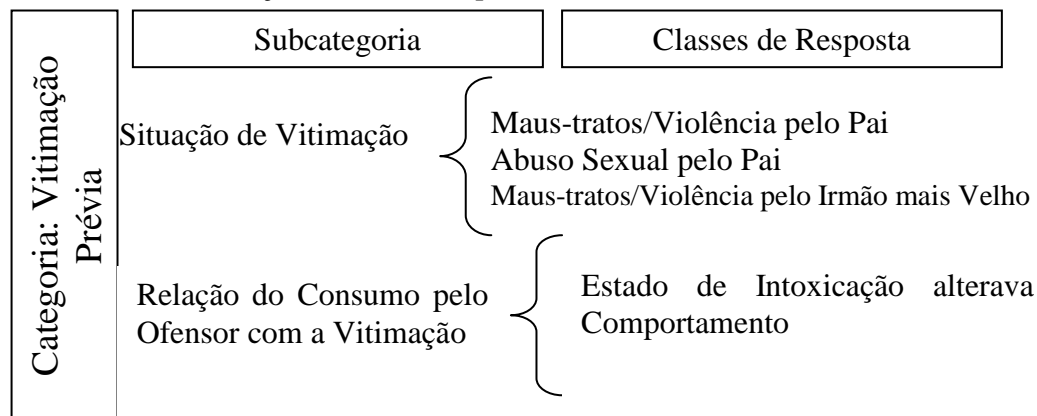 Subcategoria
Classes de Resposta
Categoria: Vitimação
Prévia
Situação de Vitimação
Maus-tratos/Violência pelo Pai
Abuso Sexual pelo Pai
Maus-tratos/Violência pelo Irmão mais Velho
Relação do Consumo pelo
Ofensor com a Vitimação
Estado de Intoxicação alterava
Comportamento